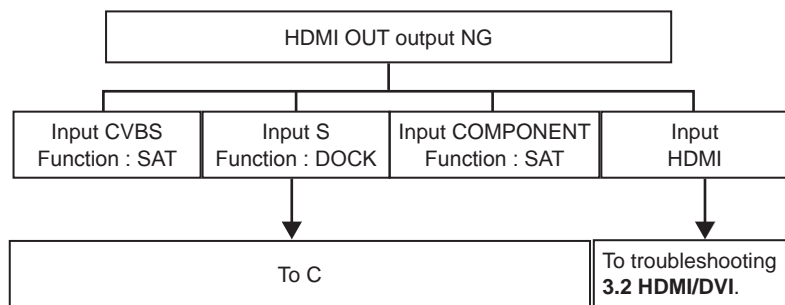 HDMI OUT output NG
Input CVBS
Function : SAT
Input S
Function : DOCK
Input COMPONENT
Function : SAT
Input
HDMI
To C
To troubleshooting
3.2 HDMI/DVI.